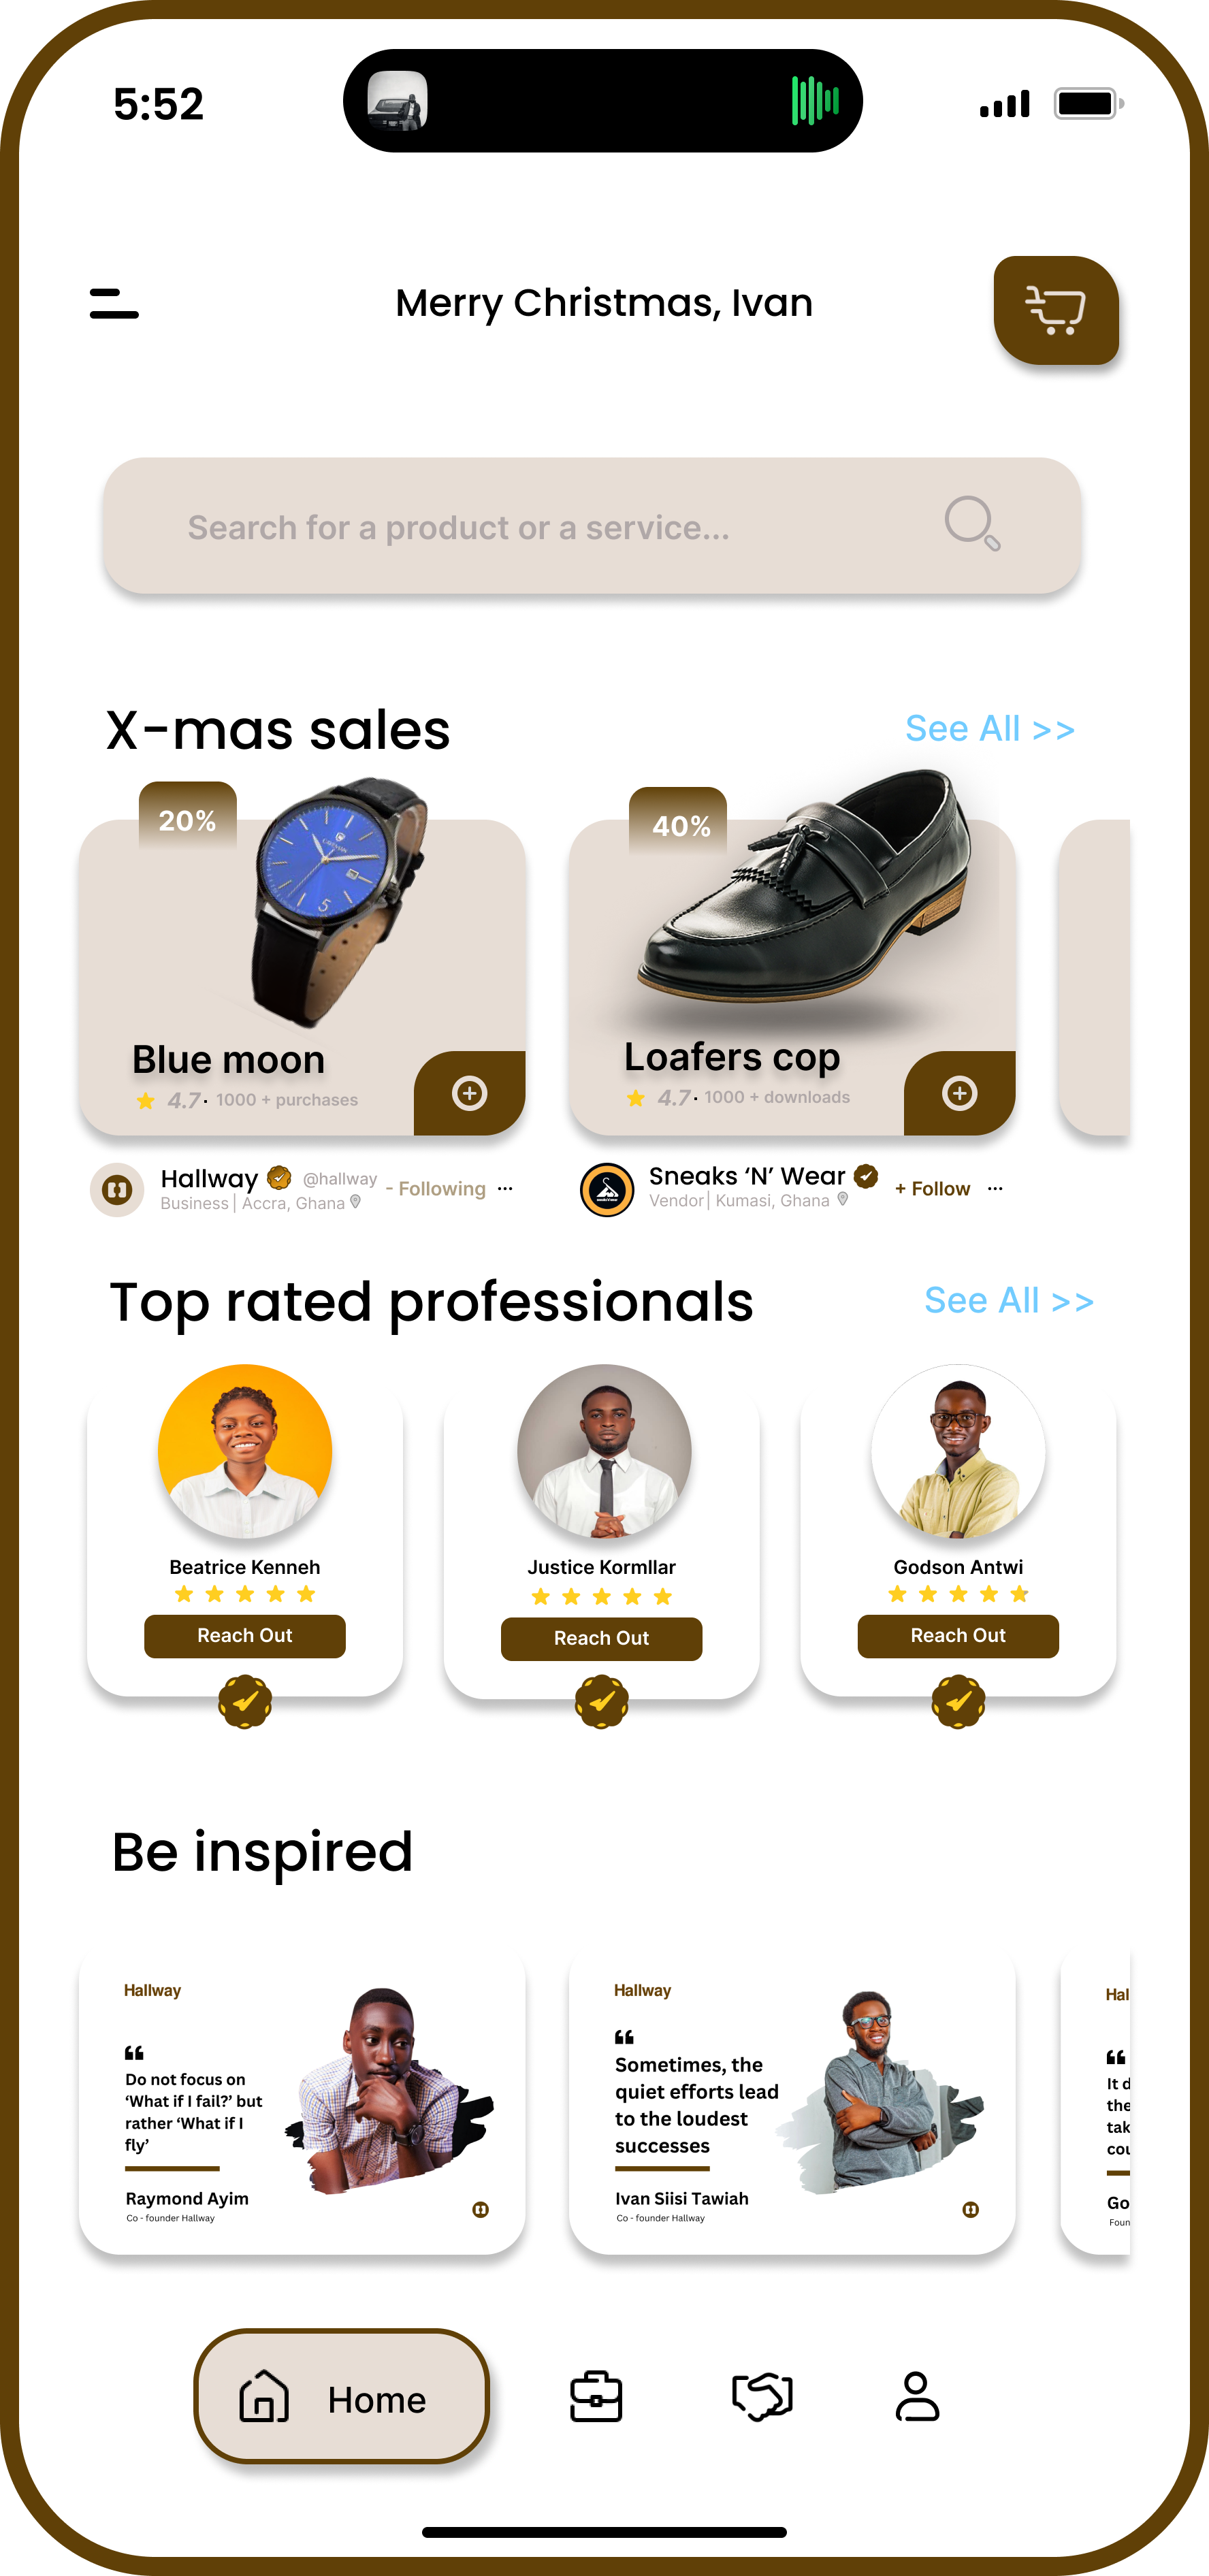 5:52
Merry Christmas, Ivan
Search for a product or a service...
X-mas sales
See All >>
20%
40%
Blue moon
4.7 · 1000 + purchases
Loafers cop
4.7 · 1000 + downloads
Hallway @hallway - Following ...
Business | Accra, Ghana
Sneaks ‘N’ Wear + Follow ...
Vendor | Kumasi, Ghana
Top rated professionals
See All >>
Beatrice Kenneh
Reach Out
Justice Kormllar
Reach Out
Godson Antwi
Reach Out
Be inspired
Hallway
“
Do not focus on
‘What if I fail?’ but
rather ‘What if I
fly’
Raymond Ayim
Co - founder Hallway
Hallway
“
Sometimes, the
quiet efforts lead
to the loudest
successes
Ivan Siisi Tawiah
Co - founder Hallway
Hal
“
It d
the
tak
cou
Go
Foun
Home